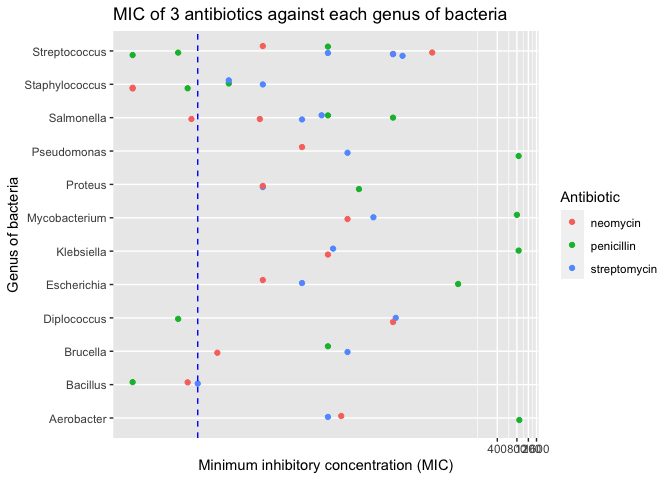 MIC of 3 antibiotics against each genus of bacteria
Genus of bacteria
Streptococcus
Staphylococcus
Salmonella
Pseudomonas
Proteus
Mycobacterium
Klebsiella
Escherichia
Diplococcus
Brucella
Bacillus
Aerobacter
400
Minimum inhibitory concentration (MIC)
Antibiotic
neomycin
penicillin
streptomycin